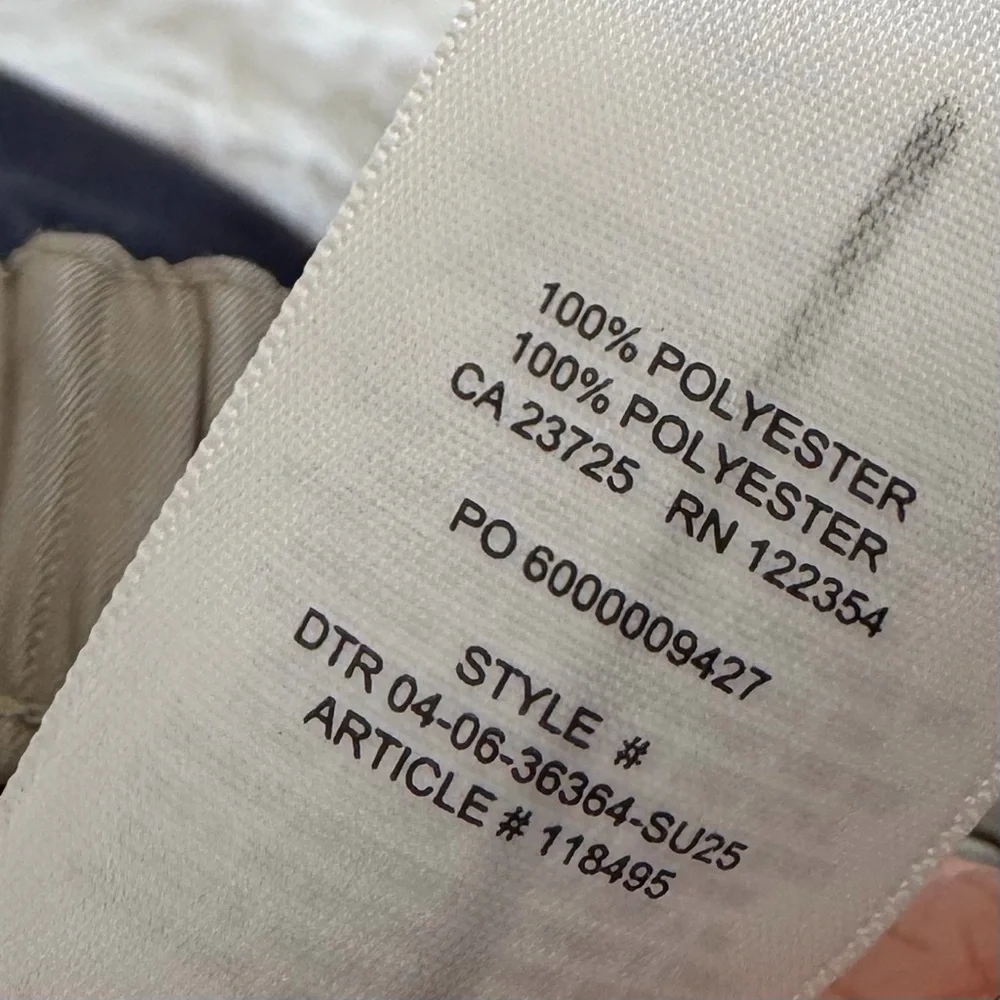 100% POLYESTER
100% POLYESTER
CA 23725 RN 122354
PO 6000009427
STYLE #
DTR 04-06-36364-SU25
ARTICLE # 118495